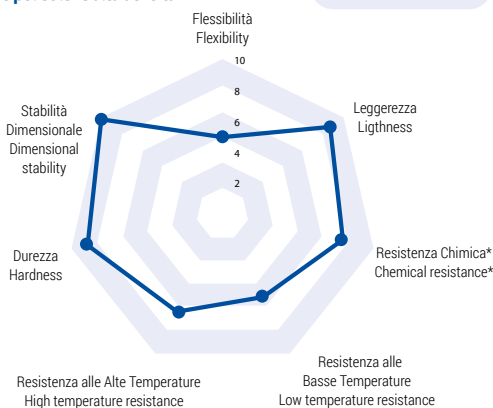 Flessibilità
Flexibility
10
8
6
4
2
Leggerezza
Ligthness
Stabilità
Dimensionale
Dimensional
stability
Resistenza Chimica*
Chemical resistance*
Durezza
Hardness
Resistenza alle
Basse Temperature
Low temperature resistance
Resistenza alle Alte Temperature
High temperature resistance